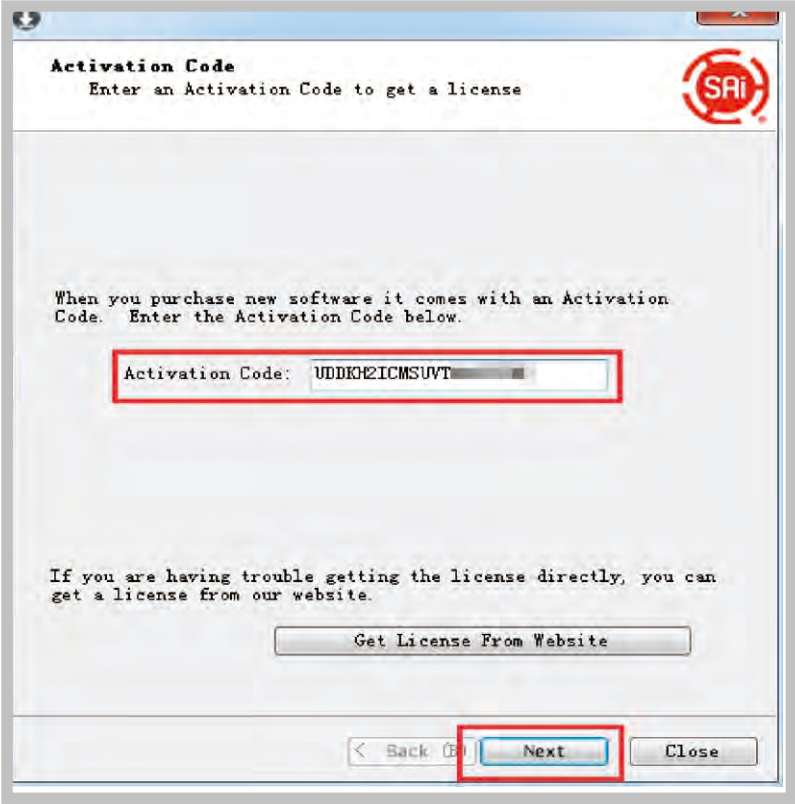 Activation Code
Enter an Activation Code to get a license
SAi
When you purchase new software it comes with an Activation
Code. Enter the Activation Code below.
Activation Code: UDDKH2ICMSUVT
If you are having trouble getting the license directly, you can
get a license from our website.
Get License From Website
< Back (B) Next Close